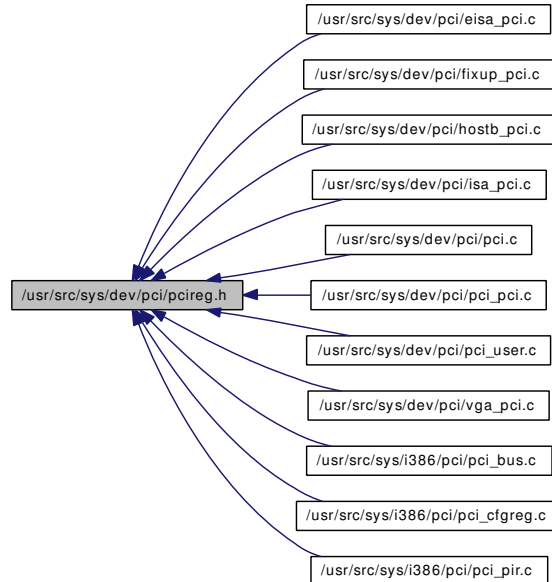 /usr/src/sys/dev/pci/eisa_pci.c
/usr/src/sys/dev/pci/fixup_pci.c
/usr/src/sys/dev/pci/hostb_pci.c
/usr/src/sys/dev/pci/isa_pci.c
/usr/src/sys/dev/pci/pci.c
/usr/src/sys/dev/pci/pcireg.h
/usr/src/sys/dev/pci/pci_pci.c
/usr/src/sys/dev/pci/pci_user.c
/usr/src/sys/dev/pci/vga_pci.c
/usr/src/sys/i386/pci/pci_bus.c
/usr/src/sys/i386/pci/pci_cfgreg.c
/usr/src/sys/i386/pci/pci_pir.c